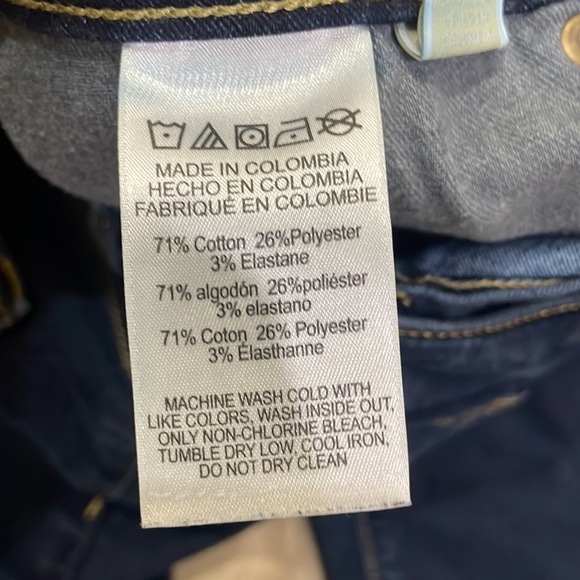 MADE IN COLOMBIA
HECHO EN COLOMBIA
FABRIQUÉ EN COLOMBIE
71% Cotton 26%Polyester
3% Elastane
71% algodón 26%poliéster
3% elastano
71% Coton 26% Polyester
3% Élasthanne
MACHINE WASH COLD WITH
LIKE COLORS, WASH INSIDE OUT,
ONLY NON-CHLORINE BLEACH,
TUMBLE DRY LOW, COOL IRON,
DO NOT DRY CLEAN